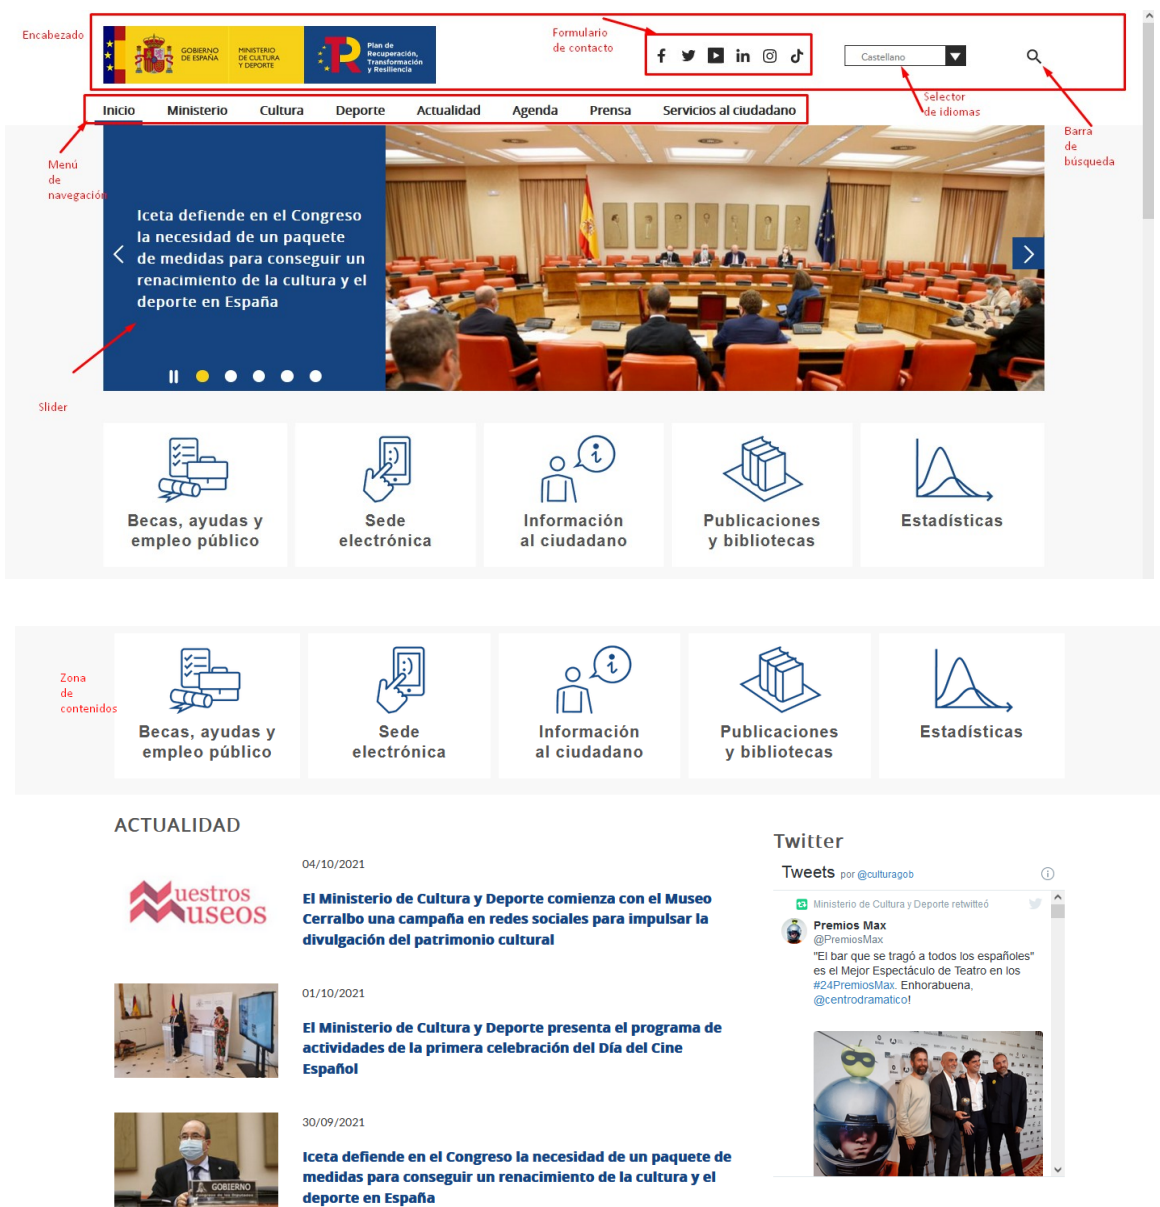 Encabezado
GOBIERNO
DE ESPAÑA
MINISTERIO
DE CULTURA
Y DEPORTE
Plan de
Recuperación,
Transformación
y Resiliencia
Formulario
de contacto
Castellano
Selector
de idiomas
Barra
de
búsqueda
Inicio Ministerio Cultura Deporte Actualidad Agenda Prensa Servicios al ciudadano
Menú
de
navegación
Iceta defiende en el Congreso
la necesidad de un paquete
de medidas para conseguir un
renacimiento de la cultura y el
deporte en España
Slider
Becas, ayudas y
empleo público
Sede
electrónica
Información
al ciudadano
Publicaciones
y bibliotecas
Estadísticas
Zona
de
contenidos
Becas, ayudas y
empleo público
Sede
electrónica
Información
al ciudadano
Publicaciones
y bibliotecas
Estadísticas
ACTUALIDAD
uestros
useos
04/10/2021
El Ministerio de Cultura y Deporte comienza con el Museo
Cerralbo una campaña en redes sociales para impulsar la
divulgación del patrimonio cultural
01/10/2021
El Ministerio de Cultura y Deporte presenta el programa de
actividades de la primera celebración del Día del Cine
Español
GOBIERNO
30/09/2021
Iceta defiende en el Congreso la necesidad de un paquete de
medidas para conseguir un renacimiento de la cultura y el
deporte en España
Twitter
Tweets por @culturagob
Ministerio de Cultura y Deporte retwitteó
Premios Max
@PremiosMax
"El bar que se tragó a todos los españoles"
es el Mejor Espectáculo de Teatro en los
#24PremiosMax. Enhorabuena,
@centrodramatico!